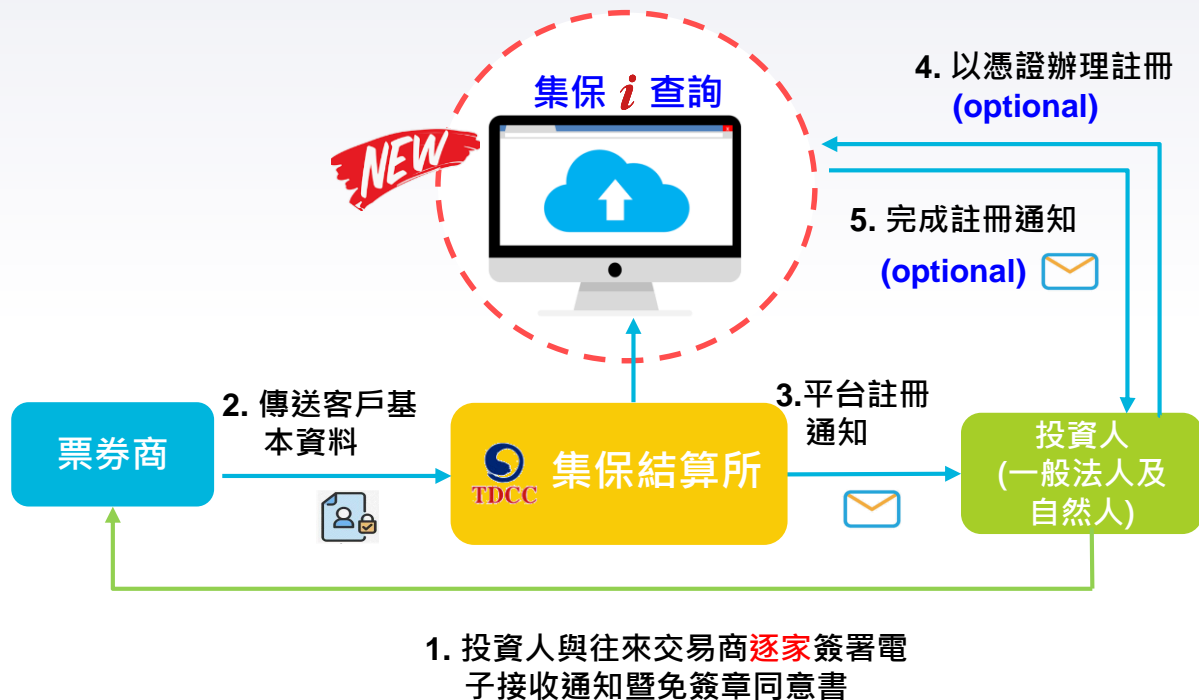 集保 i 查詢
NEW
4. 以憑證辦理註冊
(optional)
5. 完成註冊通知
(optional)
票券商
2. 傳送客戶基
本資料
TDCC
集保結算所
3.平台註冊
通知
投資人
(一般法人及
自然人)
1. 投資人與往來交易商逐家簽署電
子接收通知暨免簽章同意書